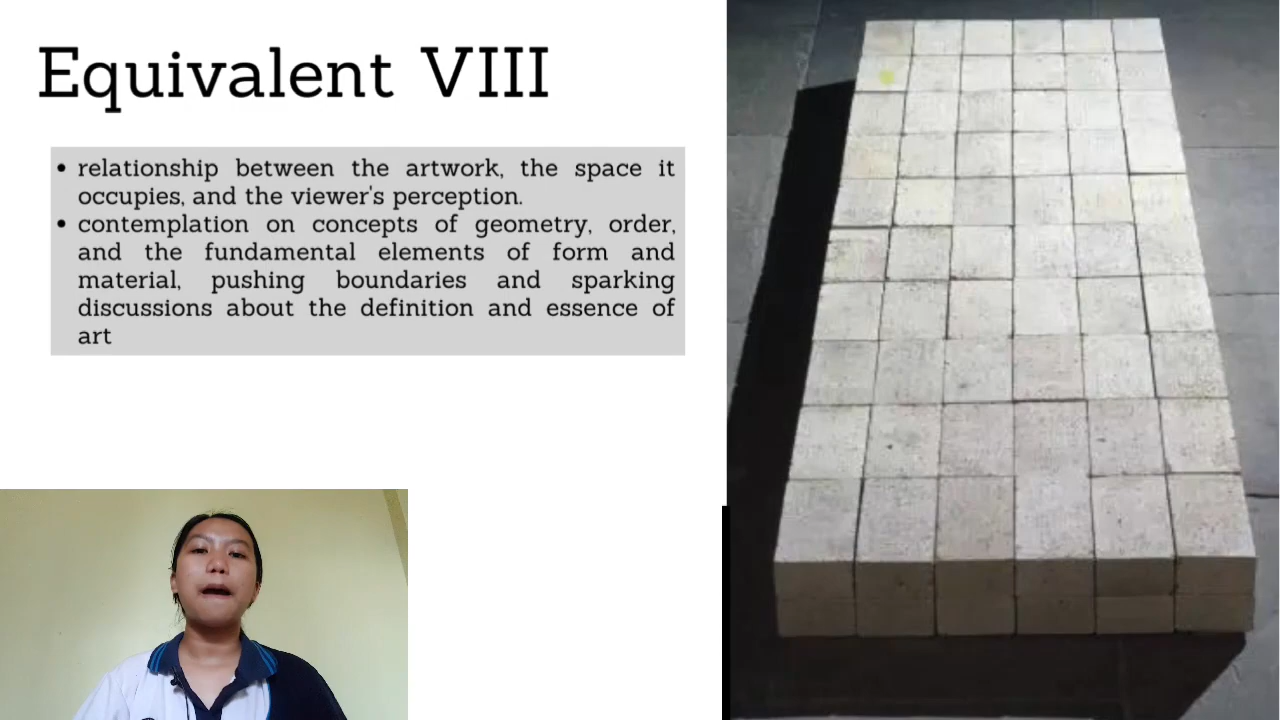 Equivalent VIII
• relationship between the artwork, the space it
occupies, and the viewer's perception.
• contemplation on concepts of geometry, order,
and the fundamental elements of form and
material, pushing boundaries and sparking
discussions about the definition and essence of
art